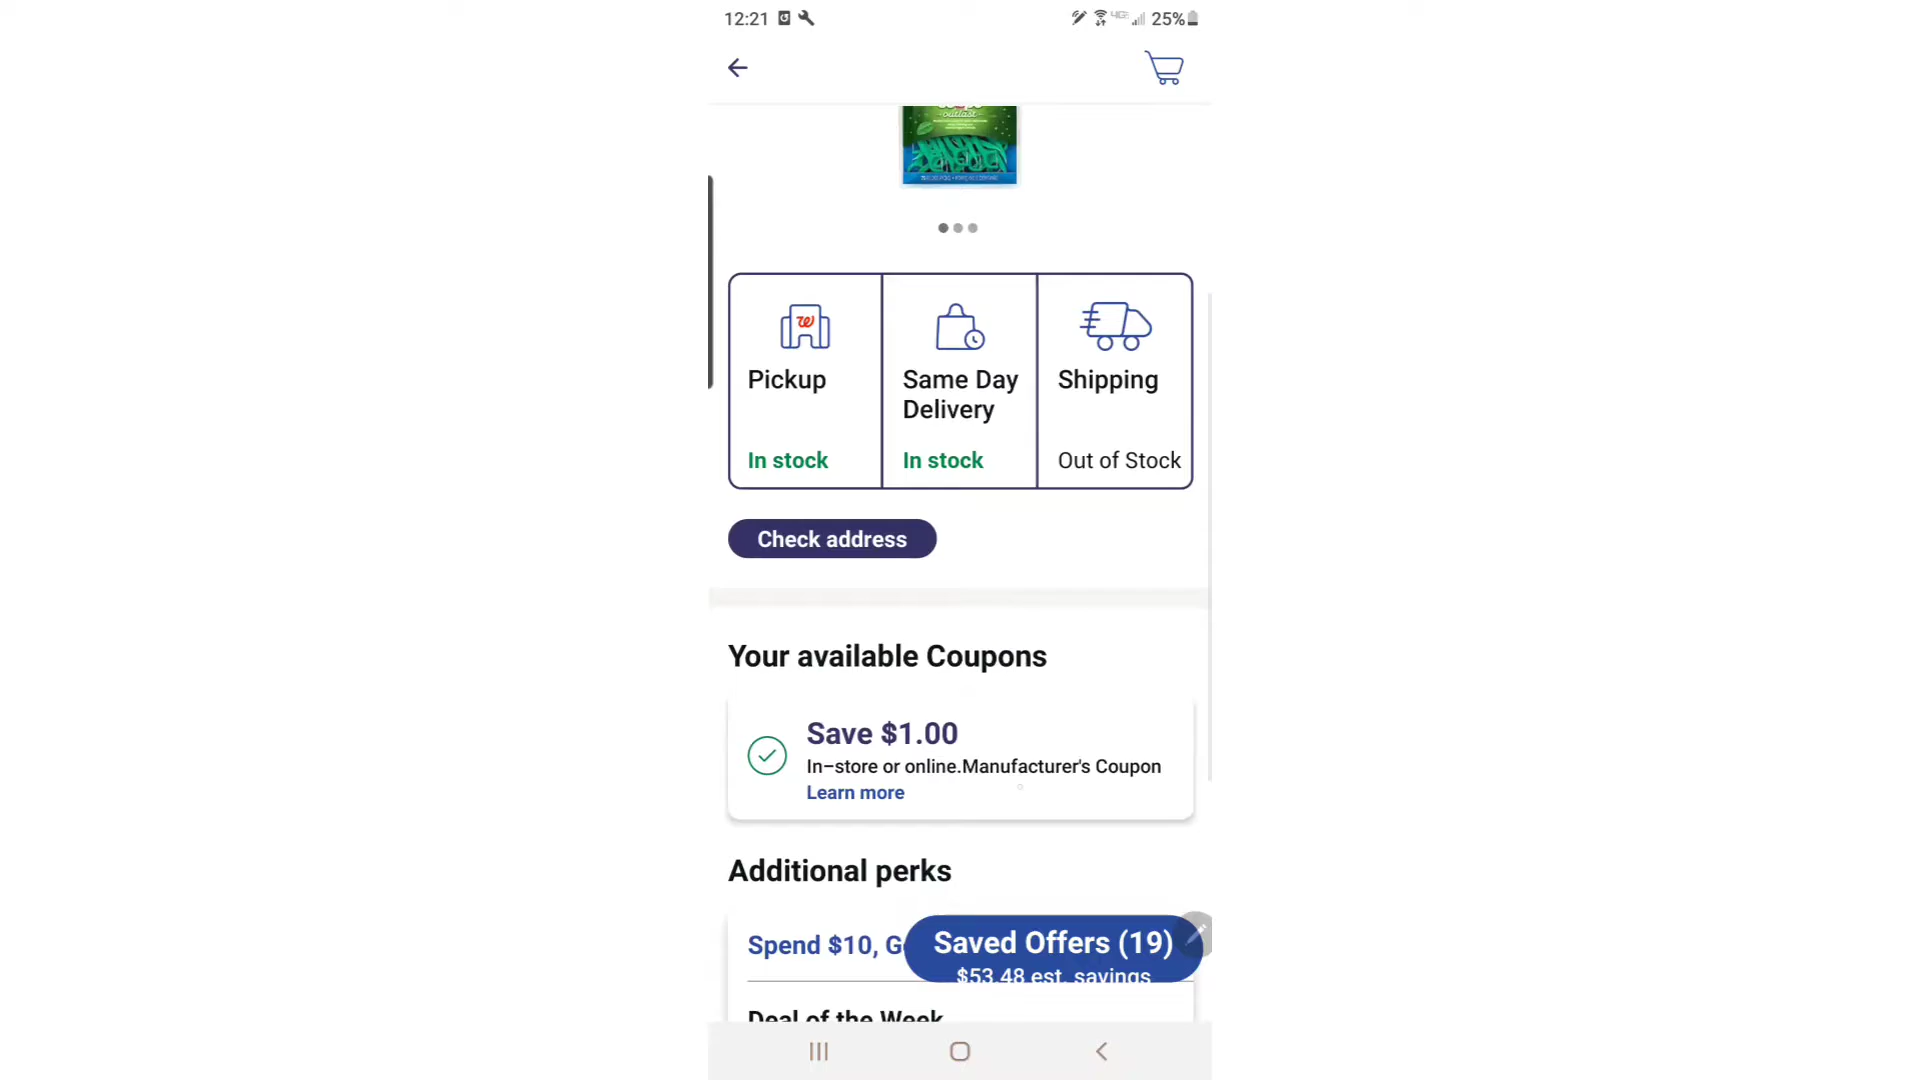 12:21
4G 25%
outlast
Pickup
Same Day
Delivery
Shipping
In stock
In stock
Out of Stock
Check address
Your available Coupons
Save $1.00
In-store or online.Manufacturer's Coupon
Learn more
Additional perks
Spend $10, G
Saved Offers (19)
$53.48 est. savings
Deal of the Week